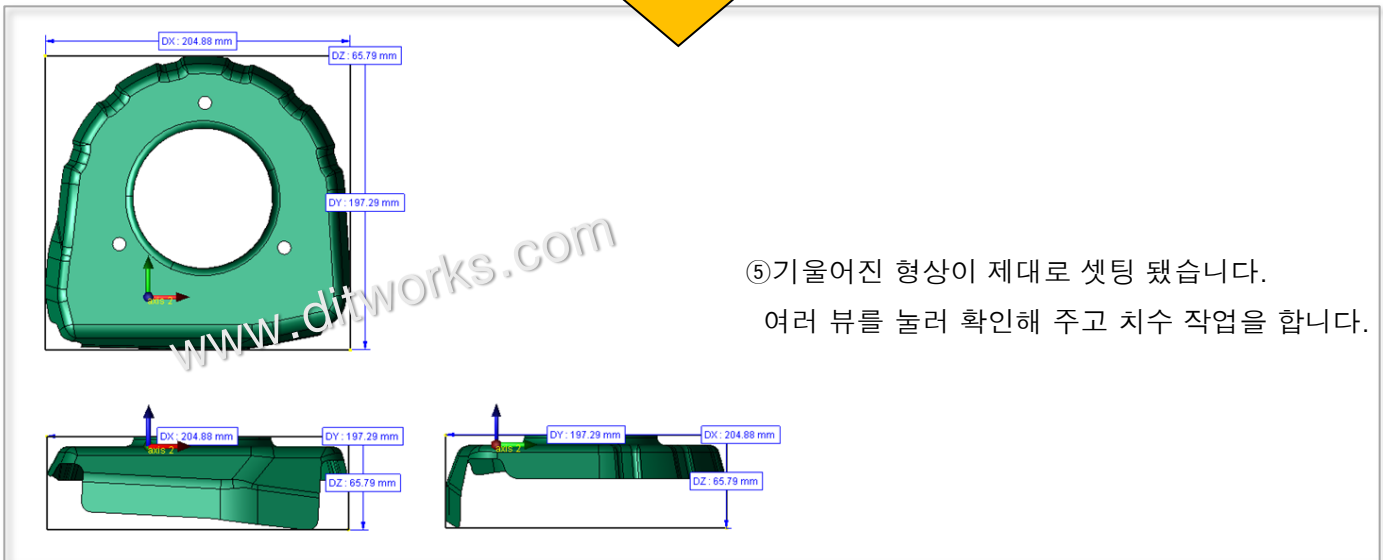 DX : 204.88 mm
DZ : 65.79 mm
DY : 197.29 mm
axis 2
www.ditworks.com
⑤기울어진 형상이 제대로 셋팅 됐습니다.
여러 뷰를 눌러 확인해 주고 치수 작업을 합니다.
DX : 204.88 mm
DY : 197.29 mm
axis 2
DZ : 65.79 mm
DY : 197.29 mm
DX : 204.88 mm
axis 2
DZ : 65.79 mm